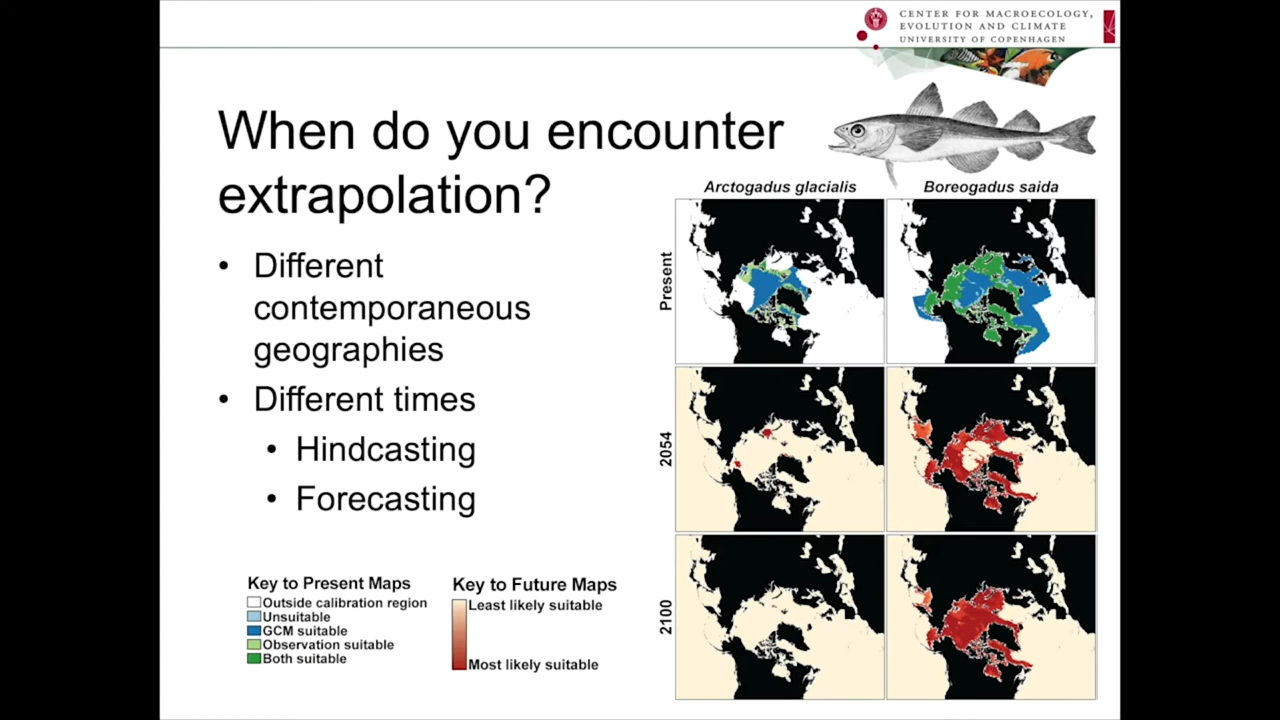 CENTER FOR MACROECOLOGY,
EVOLUTION AND CLIMATE
UNIVERSITY OF COPENHAGEN
When do you encounter
extrapolation?
• Different
contemporaneous
geographies
• Different times
• Hindcasting
• Forecasting
Arctogadus glacialis
Boreogadus saida
Present
2054
2100
Key to Present Maps
Outside calibration region
Unsuitable
GCM suitable
Observation suitable
Both suitable
Key to Future Maps
Least likely suitable
Most likely suitable